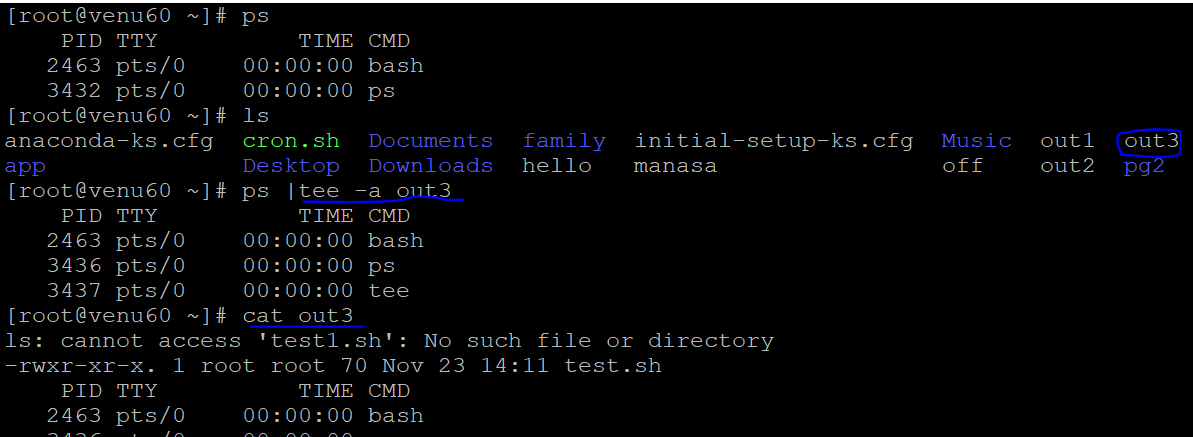 [root@venu60 ~]# ps
    PID TTY          TIME CMD
   2463 pts/0    00:00:00 bash
   3432 pts/0    00:00:00 ps
[root@venu60 ~]# ls
anaconda-ks.cfg  cron.sh  Documents  family  initial-setup-ks.cfg  Music  out1  out3
app              Desktop  Downloads  hello   manasa                off    out2  pg2
[root@venu60 ~]# ps |tee -a out3
    PID TTY          TIME CMD
   2463 pts/0    00:00:00 bash
   3436 pts/0    00:00:00 ps
   3437 pts/0    00:00:00 tee
[root@venu60 ~]# cat out3
ls: cannot access 'test1.sh': No such file or directory
-rwxr-xr-x. 1 root root 70 Nov 23 14:11 test.sh
    PID TTY          TIME CMD
   2463 pts/0    00:00:00 bash